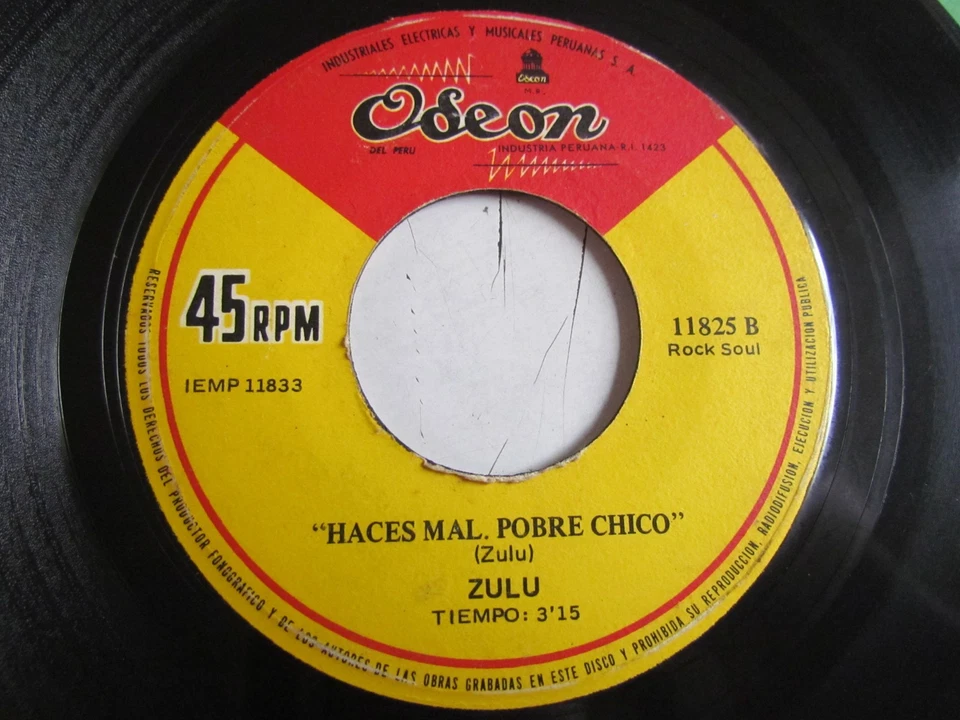 INDUSTRIALES ELECTRICAS Y MUSICALES PERUANAS S. A.
Odeon
M.R.
Odeon
DEL PERU
INDUSTRIA PERUANA-R.I. 1423
45 RPM
11825 B
Rock Soul
IEMP 11833
"HACES MAL. POBRE CHICO"
(Zulu)
ZULU
TIEMPO: 3'15
RESERVADOS TODOS LOS DERECHOS DEL PRODUCTOR FONOGRAFICO Y DE LOS AUTORES DE LAS OBRAS GRABADAS EN ESTE DISCO Y PROHIBIDA SU REPRODUCCION, RADIODIFUSION, EJECUCION Y UTILIZACION PUBLICA